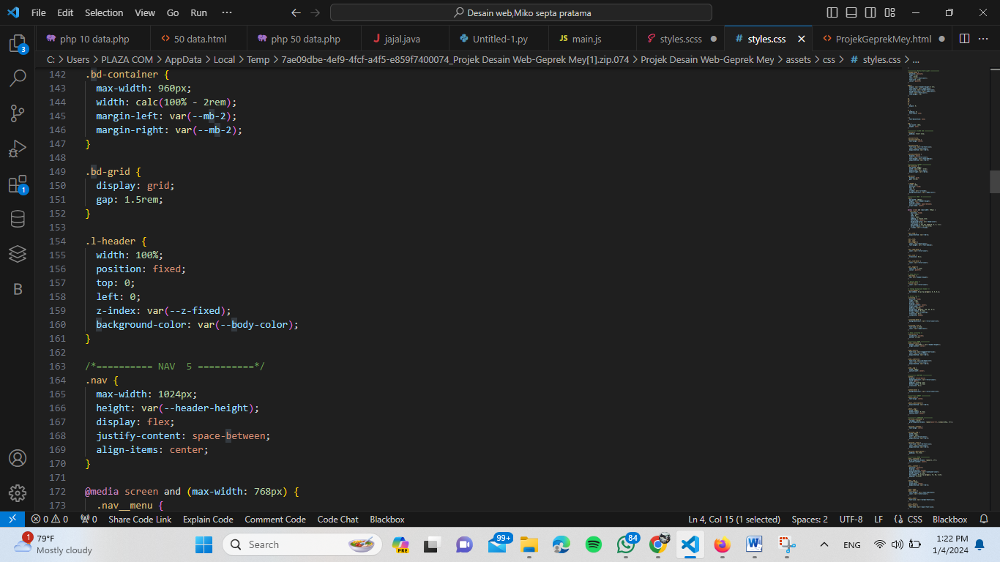 File Edit Selection View Go Run ··· Desain web,Miko septa pratama
php 10 data.php 50 data.html php 50 data.php jajal.java Untitled-1.py JS main.js styles.scss # styles.css ProjekGeprekMey.html
C: > Users > PLAZA COM > AppData > Local > Temp > 7ae09dbe-4ef9-4fcf-a4f5-e859f7400074_Projek Desain Web-Geprek Mey[1].zip.074 > Projek Desain Web-Geprek Mey > assets > css > # styles.css > ...
142 .bd-container {
143 max-width: 960px;
144 width: calc(100% - 2rem);
145 margin-left: var(--mb-2);
146 margin-right: var(--mb-2);
147 }
148
149 .bd-grid {
150 display: grid;
151 gap: 1.5rem;
152 }
153
154 .l-header {
155 width: 100%;
156 position: fixed;
157 top: 0;
158 left: 0;
159 z-index: var(--z-fixed);
160 background-color: var(--body-color);
161 }
162
163 /*========== NAV  5 ==========*/
164 .nav {
165 max-width: 1024px;
166 height: var(--header-height);
167 display: flex;
168 justify-content: space-between;
169 align-items: center;
170 }
171
172 @media screen and (max-width: 768px) {
173 .nav__menu {
3
1
B
0 0 0 Share Code Link Explain Code Comment Code Code Chat Blackbox Ln 4, Col 15 (1 selected) Spaces: 2 UTF-8 LF {} CSS Blackbox
1 79°F
Mostly cloudy
Search PRE 99+ 84 ENG
1:22 PM
1/4/2024